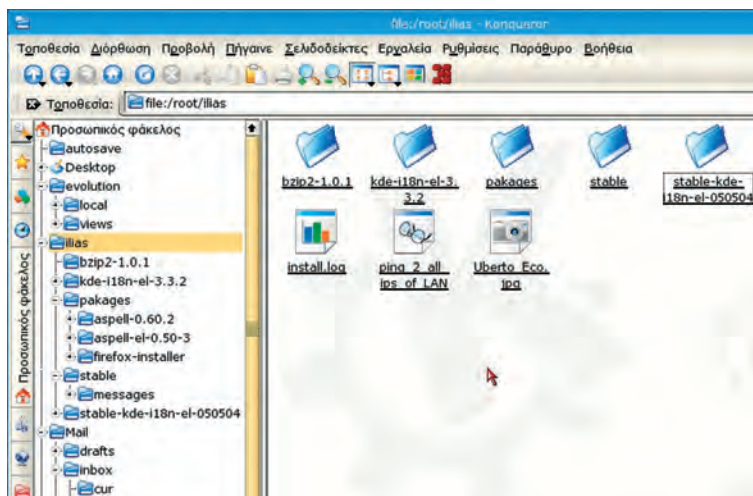 file:/root/ilias - Konqueror
Τοποθεσία Διόρθωση Προβολή Πήγαινε Σελιδοδείκτες Εργαλεία Ρυθμίσεις Παράθυρο Βοήθεια
Τοποθεσία: file:/root/ilias
Προσωπικός φάκελος
autosave
Desktop
evolution
local
views
ilias
bzip2-1.0.1
kde-i18n-el-3.3.2
pakages
aspell-0.60.2
aspell-el-0.50-3
firefox-installer
stable
messages
stable-kde-i18n-el-050504
Mail
drafts
inbox
cur
Προσωπικός φάκελος
bzip2-1.0.1
kde-i18n-el-3.
3.2
pakages
stable
stable-kde-
i18n-el-050504
install.log
ping_2_all_
ips_of_LAN
Uberto_Eco.
jpg